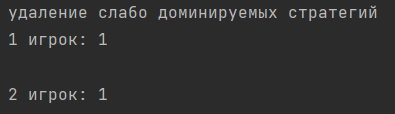 удаление слабо доминируемых стратегий
1 игрок: 1
2 игрок: 1